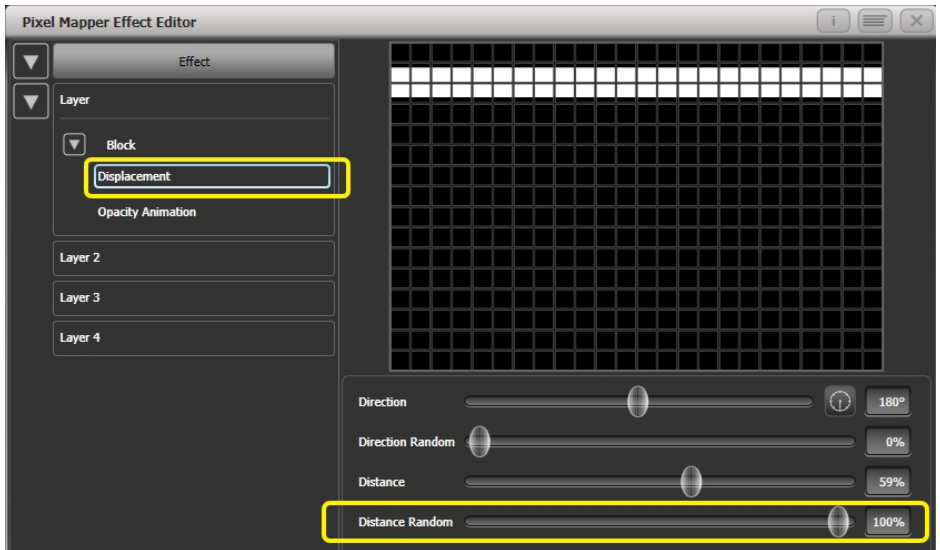 Pixel Mapper Effect Editor
i
Effect
Layer
Block
Displacement
Opacity Animation
Layer 2
Layer 3
Layer 4
Direction 180°
Direction Random 0%
Distance 59%
Distance Random 100%